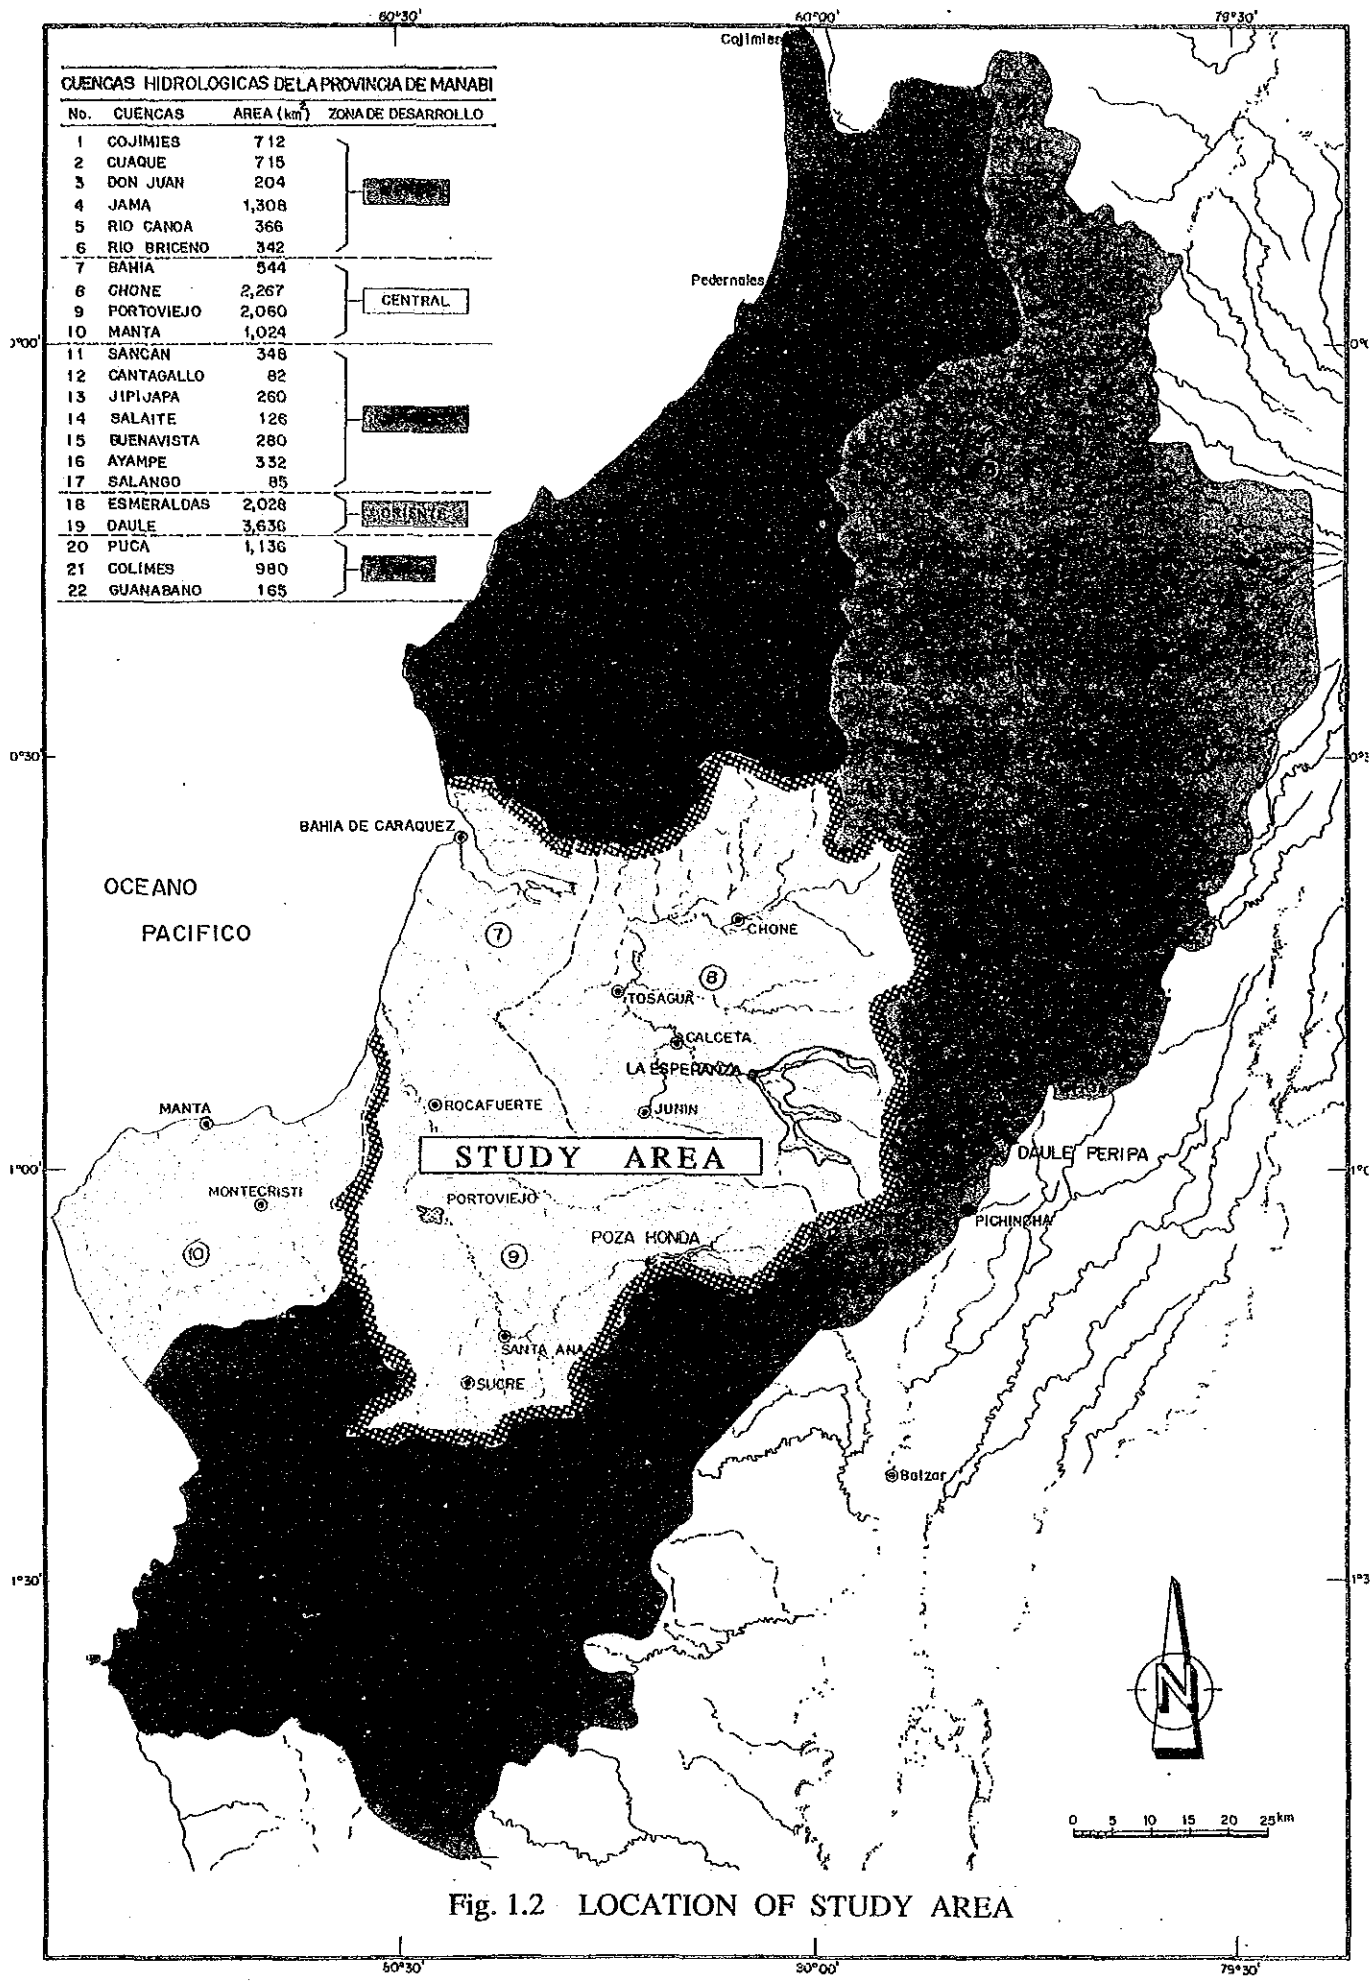 60°30' 60°00' 79°30'
Cojimies
CUENCAS HIDROLOGICAS DE LA PROVINCIA DE MANABI
No. CUENCAS AREA (km²) ZONA DE DESARROLLO
1 COJIMIES 712
2 CUAQUE 715
3 DON JUAN 204
4 JAMA 1,308
5 RIO CANOA 366
6 RIO BRICENO 342
7 BAHIA 544
8 CHONE 2,267
CENTRAL
9 PORTOVIEJO 2,060
10 MANTA 1,024
11 SANCAN 348
12 CANTAGALLO 82
13 JIPIJAPA 260
14 SALAITE 126
15 BUENAVISTA 280
16 AYAMPE 332
17 SALANGO 85
18 ESMERALDAS 2,028
ORIENTE
19 DAULE 3,630
20 PUCA 1,136
21 COLIMES 980
22 GUANABANO 165
Pedernales
0°30'
BAHIA DE CARAQUEZ
OCEANO
PACIFICO
7
CHONE
8
TOSAGUA
CALCETA
LA ESPERANZA
MANTA
ROCAFUERTE
JUNIN
STUDY AREA
DAULE PERIPA
1°00'
MONTECRISTI
PORTOVIEJO
PICHINCHA
POZA HONDA
10
9
SANTA ANA
SUCRE
Balzar
1°30'
N
0 5 10 15 20 25 km
Fig. 1.2 LOCATION OF STUDY AREA
79°30'